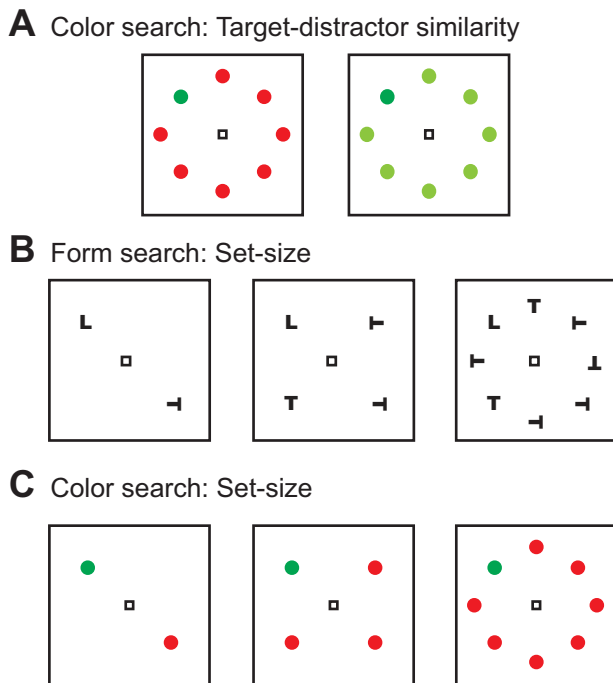 A Color search: Target-distractor similarity
B Form search: Set-size
L
T
L T
T T
T
L T
T T
T T
T
C Color search: Set-size